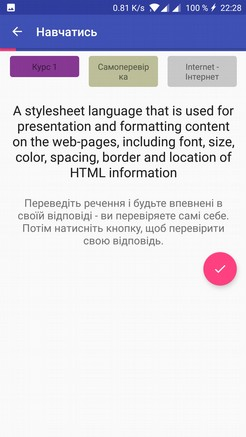 0.81 K/s 100 % 22:28
Навчатись
Курс 1
Самоперевір
ка
Internet -
Інтернет
A stylesheet language that is used for
presentation and formatting content
on the web-pages, including font, size,
color, spacing, border and location of
HTML information
Переведіть речення і будьте впевнені в
своїй відповіді - ви перевіряєте самі себе.
Потім натисніть кнопку, щоб перевірити
свою відповідь.